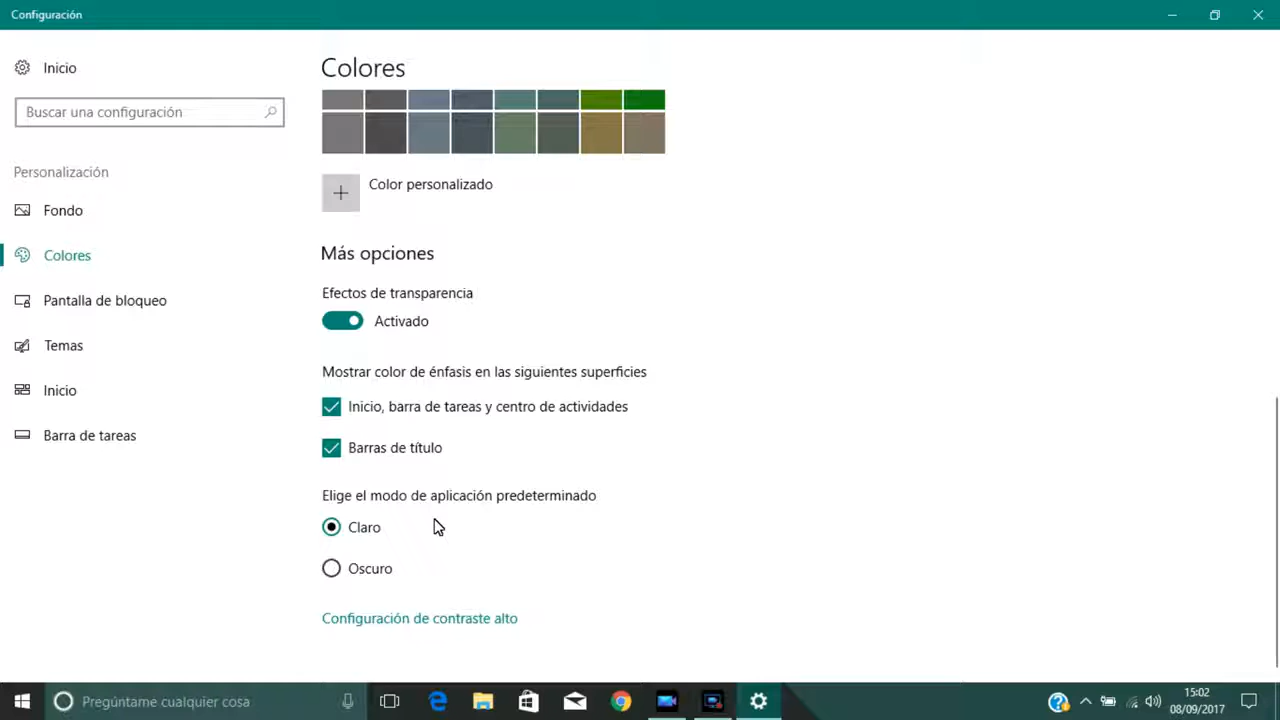 Configuración
Inicio
Buscar una configuración
Personalización
Fondo
Colores
Pantalla de bloqueo
Temas
Inicio
Barra de tareas
Colores
Color personalizado
Más opciones
Efectos de transparencia
Activado
Mostrar color de énfasis en las siguientes superficies
Inicio, barra de tareas y centro de actividades
Barras de título
Elige el modo de aplicación predeterminado
Claro
Oscuro
Configuración de contraste alto
Pregúntame cualquier cosa
15:02
08/09/2017